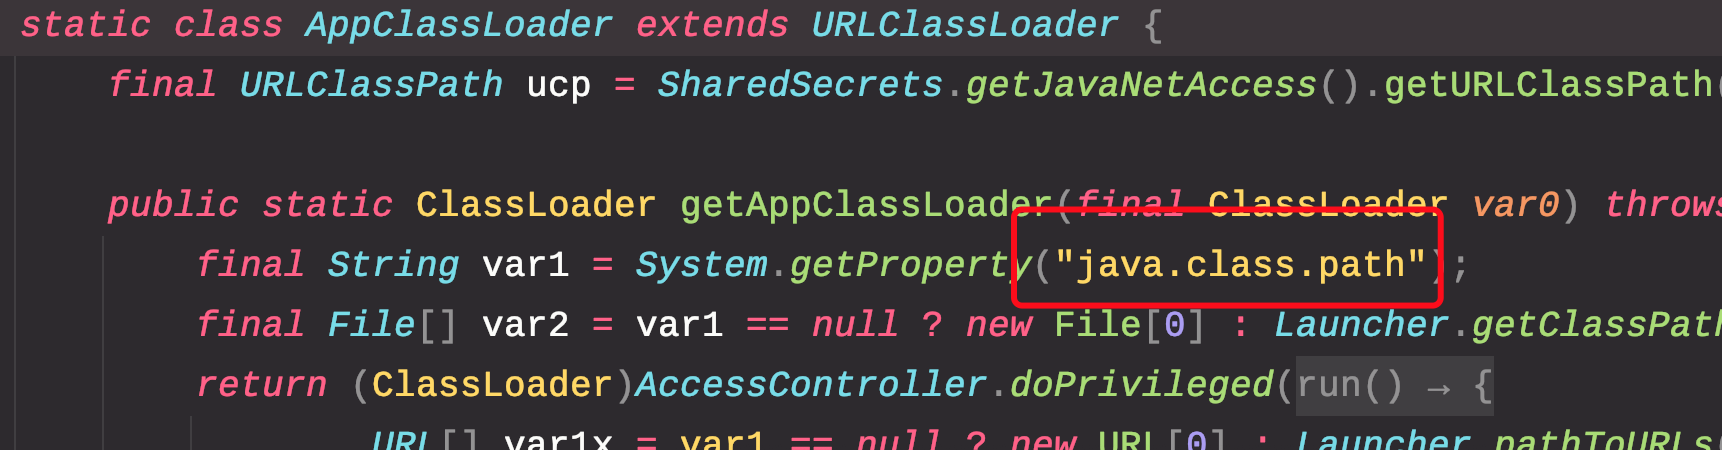 static class AppClassLoader extends URLClassLoader {
final URLClassPath ucp = SharedSecrets.getJavaNetAccess().getURLClassPath(
public static ClassLoader getAppClassLoader(final ClassLoader var0) throws
final String var1 = System.getProperty("java.class.path");
final File[] var2 = var1 == null ? new File[0] : Launcher.getClassPath
return (ClassLoader)AccessController.doPrivileged(run() → {
URL[] var1x = var1 == null ? new URL[0] : Launcher.pathToURLs(